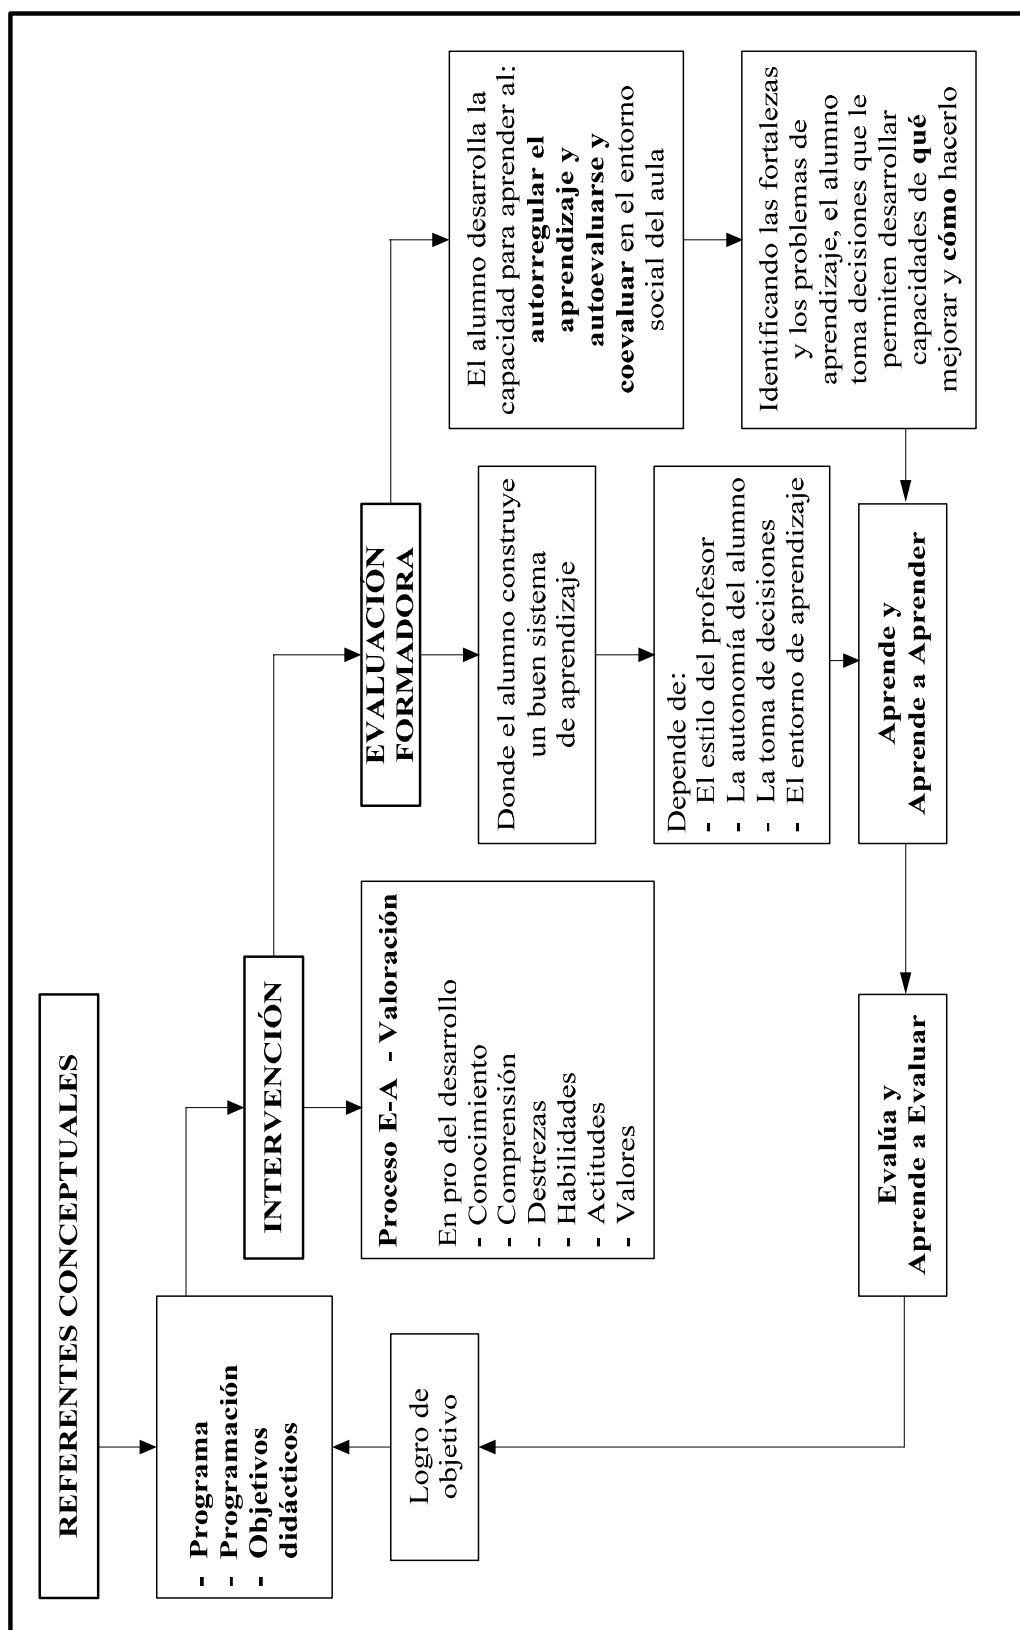 REFERENTES CONCEPTUALES
- Programa
- Programación
- Objetivos
didácticos
INTERVENCIÓN
Proceso E-A - Valoración
En pro del desarrollo
- Conocimiento
- Comprensión
- Destrezas
- Habilidades
- Actitudes
- Valores
Logro de
objetivo
EVALUACIÓN
FORMADORA
Donde el alumno construye
un buen sistema
de aprendizaje
Depende de:
- El estilo del profesor
- La autonomía del alumno
- La toma de decisiones
- El entorno de aprendizaje
El alumno desarrolla la
capacidad para aprender al:
autorregular el
aprendizaje y
autoevaluarse y
coevaluar en el entorno
social del aula
Identificando las fortalezas
y los problemas de
aprendizaje, el alumno
toma decisiones que le
permiten desarrollar
capacidades de qué
mejorar y cómo hacerlo
Aprende y
Aprende a Aprender
Evalúa y
Aprende a Evaluar